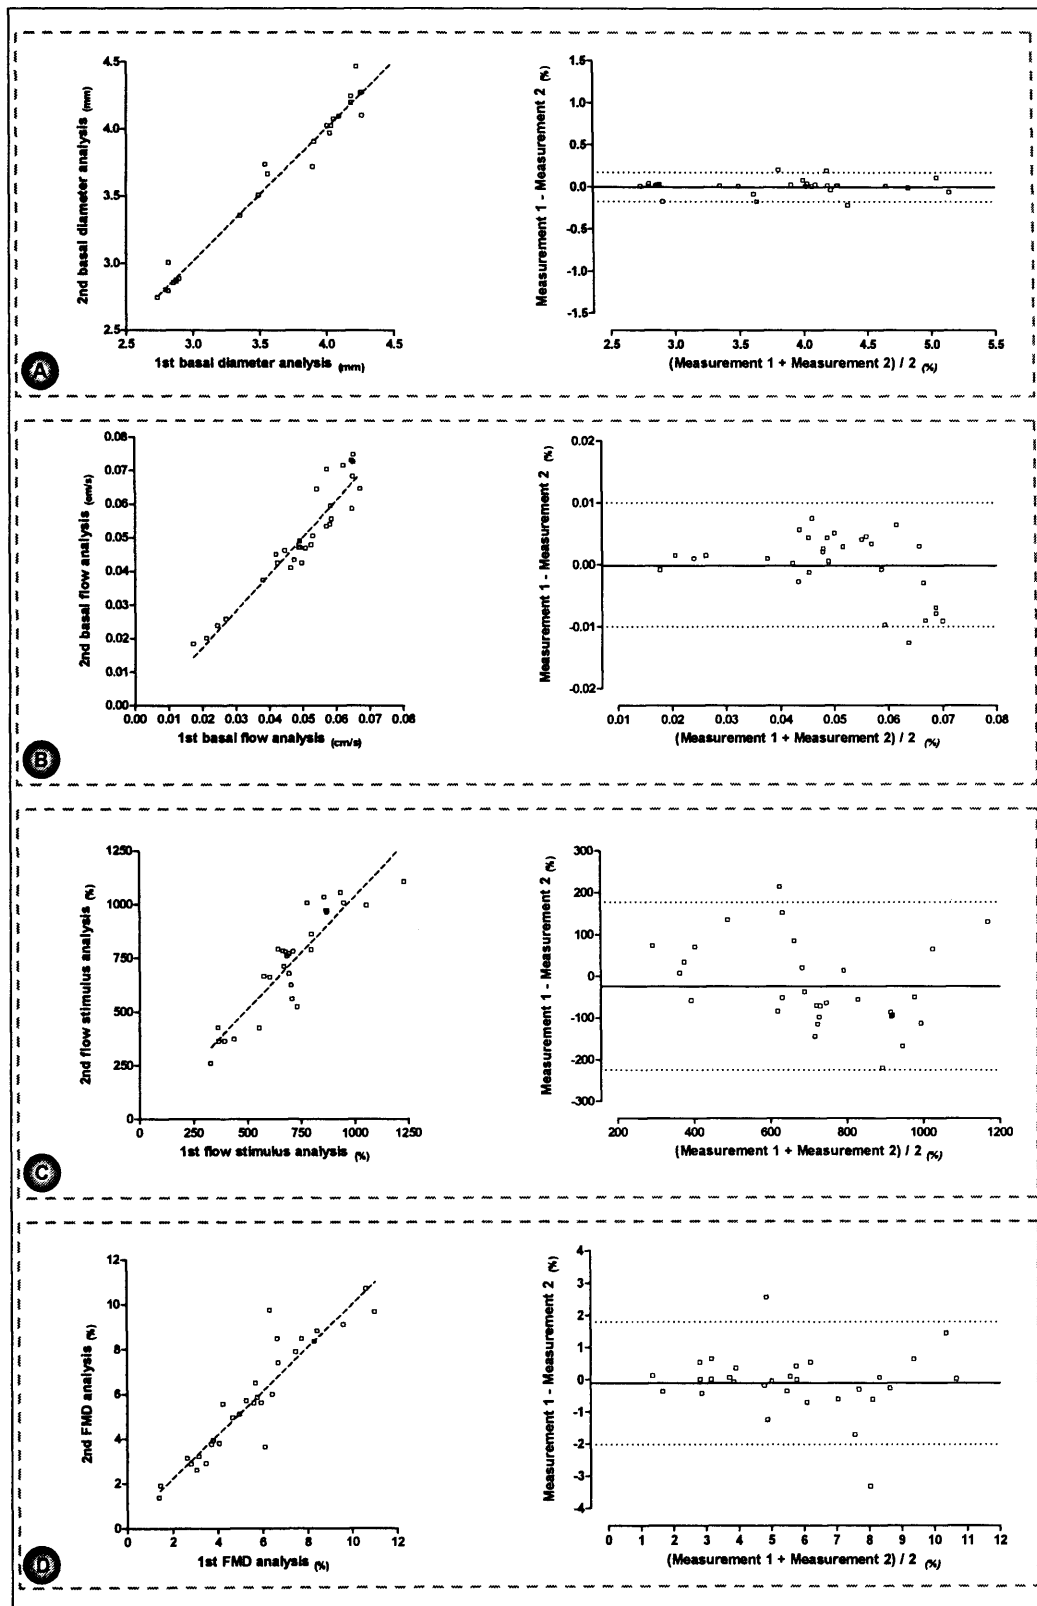 4.5
4.0
3.5
3.0
2.5
2nd basal diameter analysis (mm)
2.5 3.0 3.5 4.0 4.5
1st basal diameter analysis (mm)
1.5
1.0
0.5
0.0
-0.5
-1.0
-1.5
Measurement 1 - Measurement 2 (%)
2.5 3.0 3.5 4.0 4.5 5.0 5.5
(Measurement 1 + Measurement 2) / 2 (%)
A
0.08
0.07
0.06
0.05
0.04
0.03
0.02
0.01
0.00
2nd basal flow analysis (cm/s)
0.00 0.01 0.02 0.03 0.04 0.05 0.06 0.07 0.08
1st basal flow analysis (cm/s)
0.02
0.01
0.00
-0.01
-0.02
Measurement 1 - Measurement 2 (%)
0.01 0.02 0.03 0.04 0.05 0.06 0.07 0.08
(Measurement 1 + Measurement 2) / 2 (%)
B
1250
1000
750
500
250
0
2nd flow stimulus analysis (%)
0 250 500 750 1000 1250
1st flow stimulus analysis (%)
300
200
100
0
-100
-200
-300
Measurement 1 - Measurement 2 (%)
200 400 600 800 1000 1200
(Measurement 1 + Measurement 2) / 2 (%)
C
12
10
8
6
4
2
0
2nd FMD analysis (%)
0 2 4 6 8 10 12
1st FMD analysis (%)
4
3
2
1
0
-1
-2
-3
-4
Measurement 1 - Measurement 2 (%)
0 1 2 3 4 5 6 7 8 9 10 11 12
(Measurement 1 + Measurement 2) / 2 (%)
D